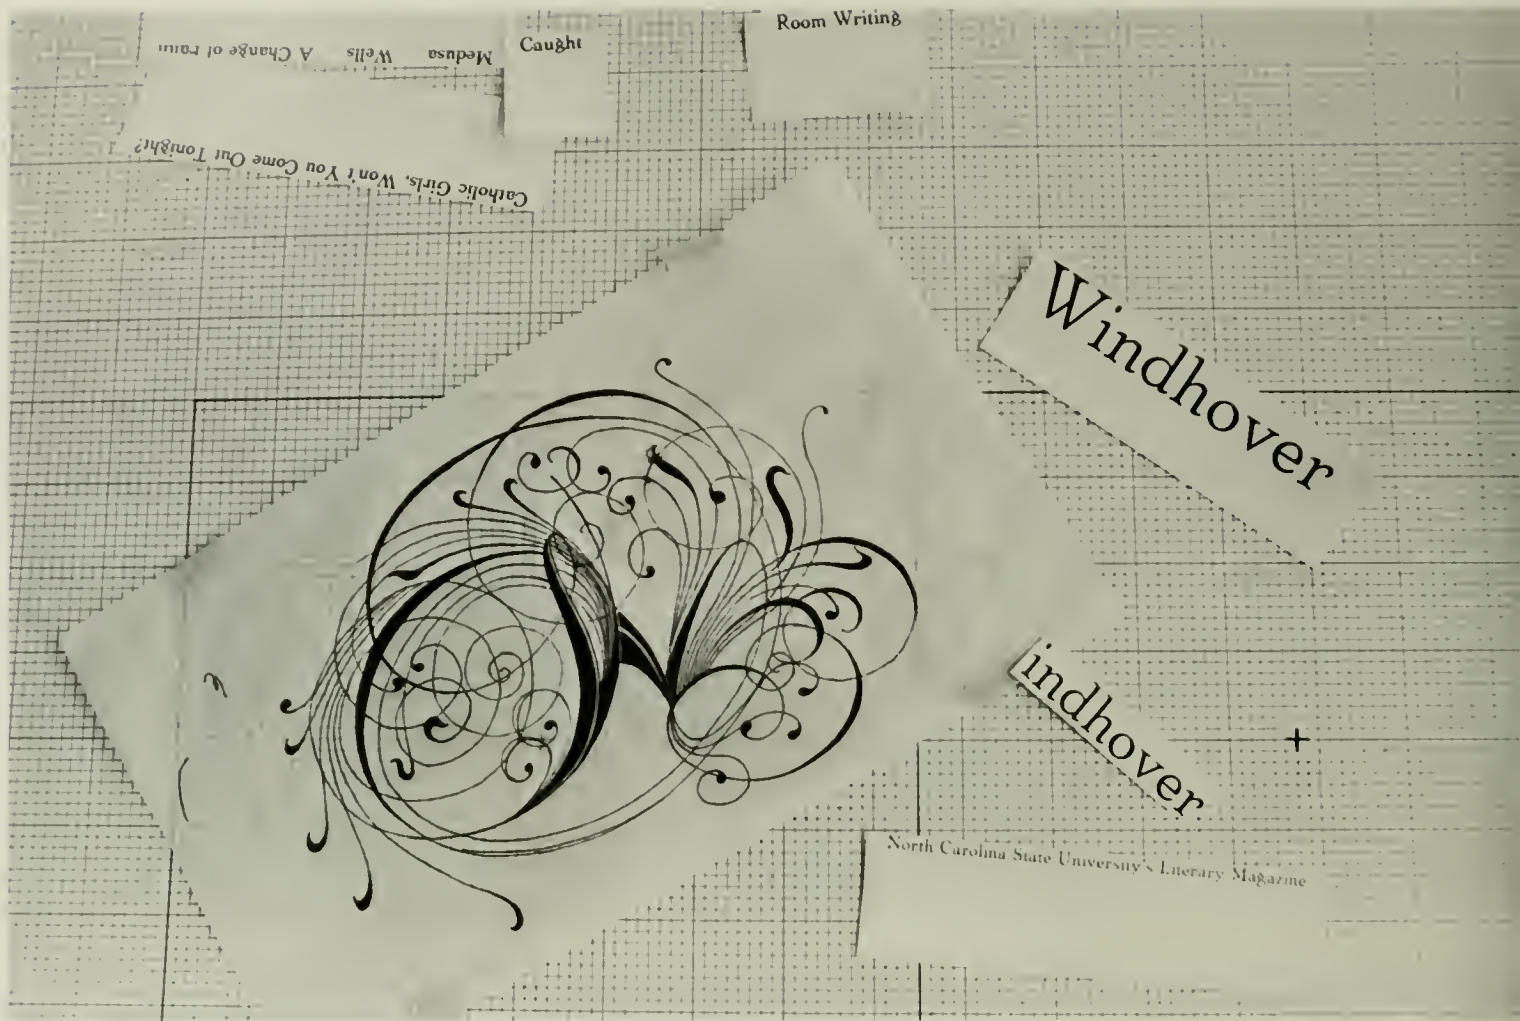 Room Writing
Caught
Medusa Wells A Change of
Catholic Girls, Won't You Come Out Tonight?
Windhover
indhover
North Carolina State University's Literary Magazine